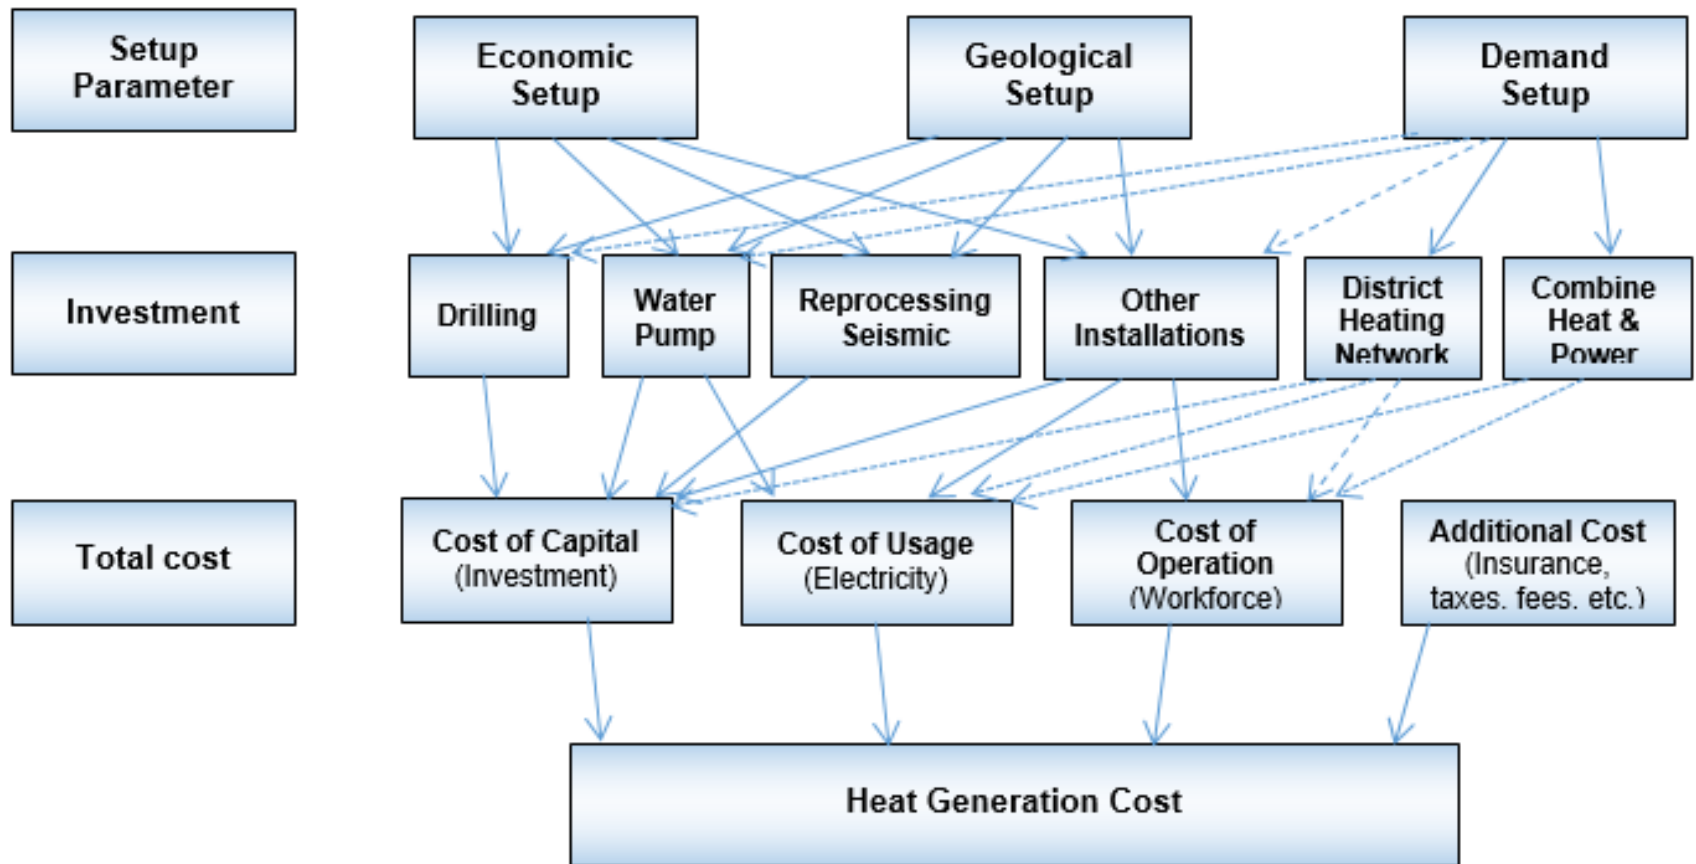 Setup
Parameter
Economic
Setup
Geological
Setup
Demand
Setup
Investment
Drilling
Water
Pump
Reprocessing
Seismic
Other
Installations
District
Heating
Network
Combine
Heat &
Power
Total cost
Cost of Capital
(Investment)
Cost of Usage
(Electricity)
Cost of
Operation
(Workforce)
Additional Cost
(Insurance,
taxes, fees, etc.)
Heat Generation Cost